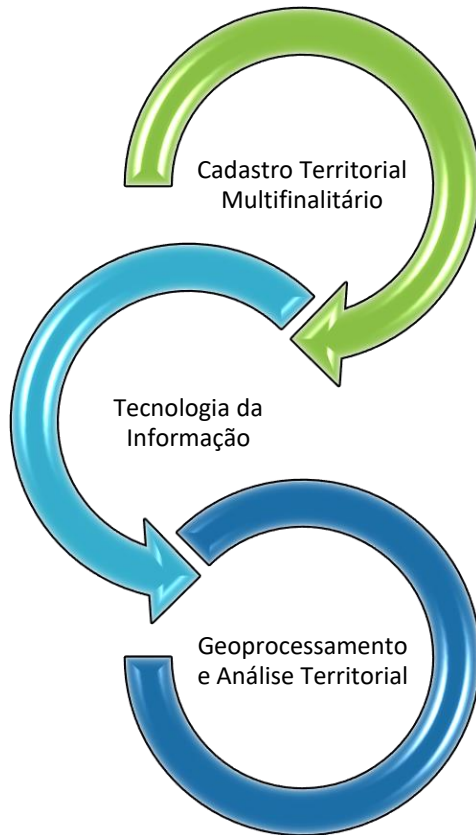 Cadastro Territorial
Multifinalitário
Tecnologia da
Informação
Geoprocessamento
e Análise Territorial